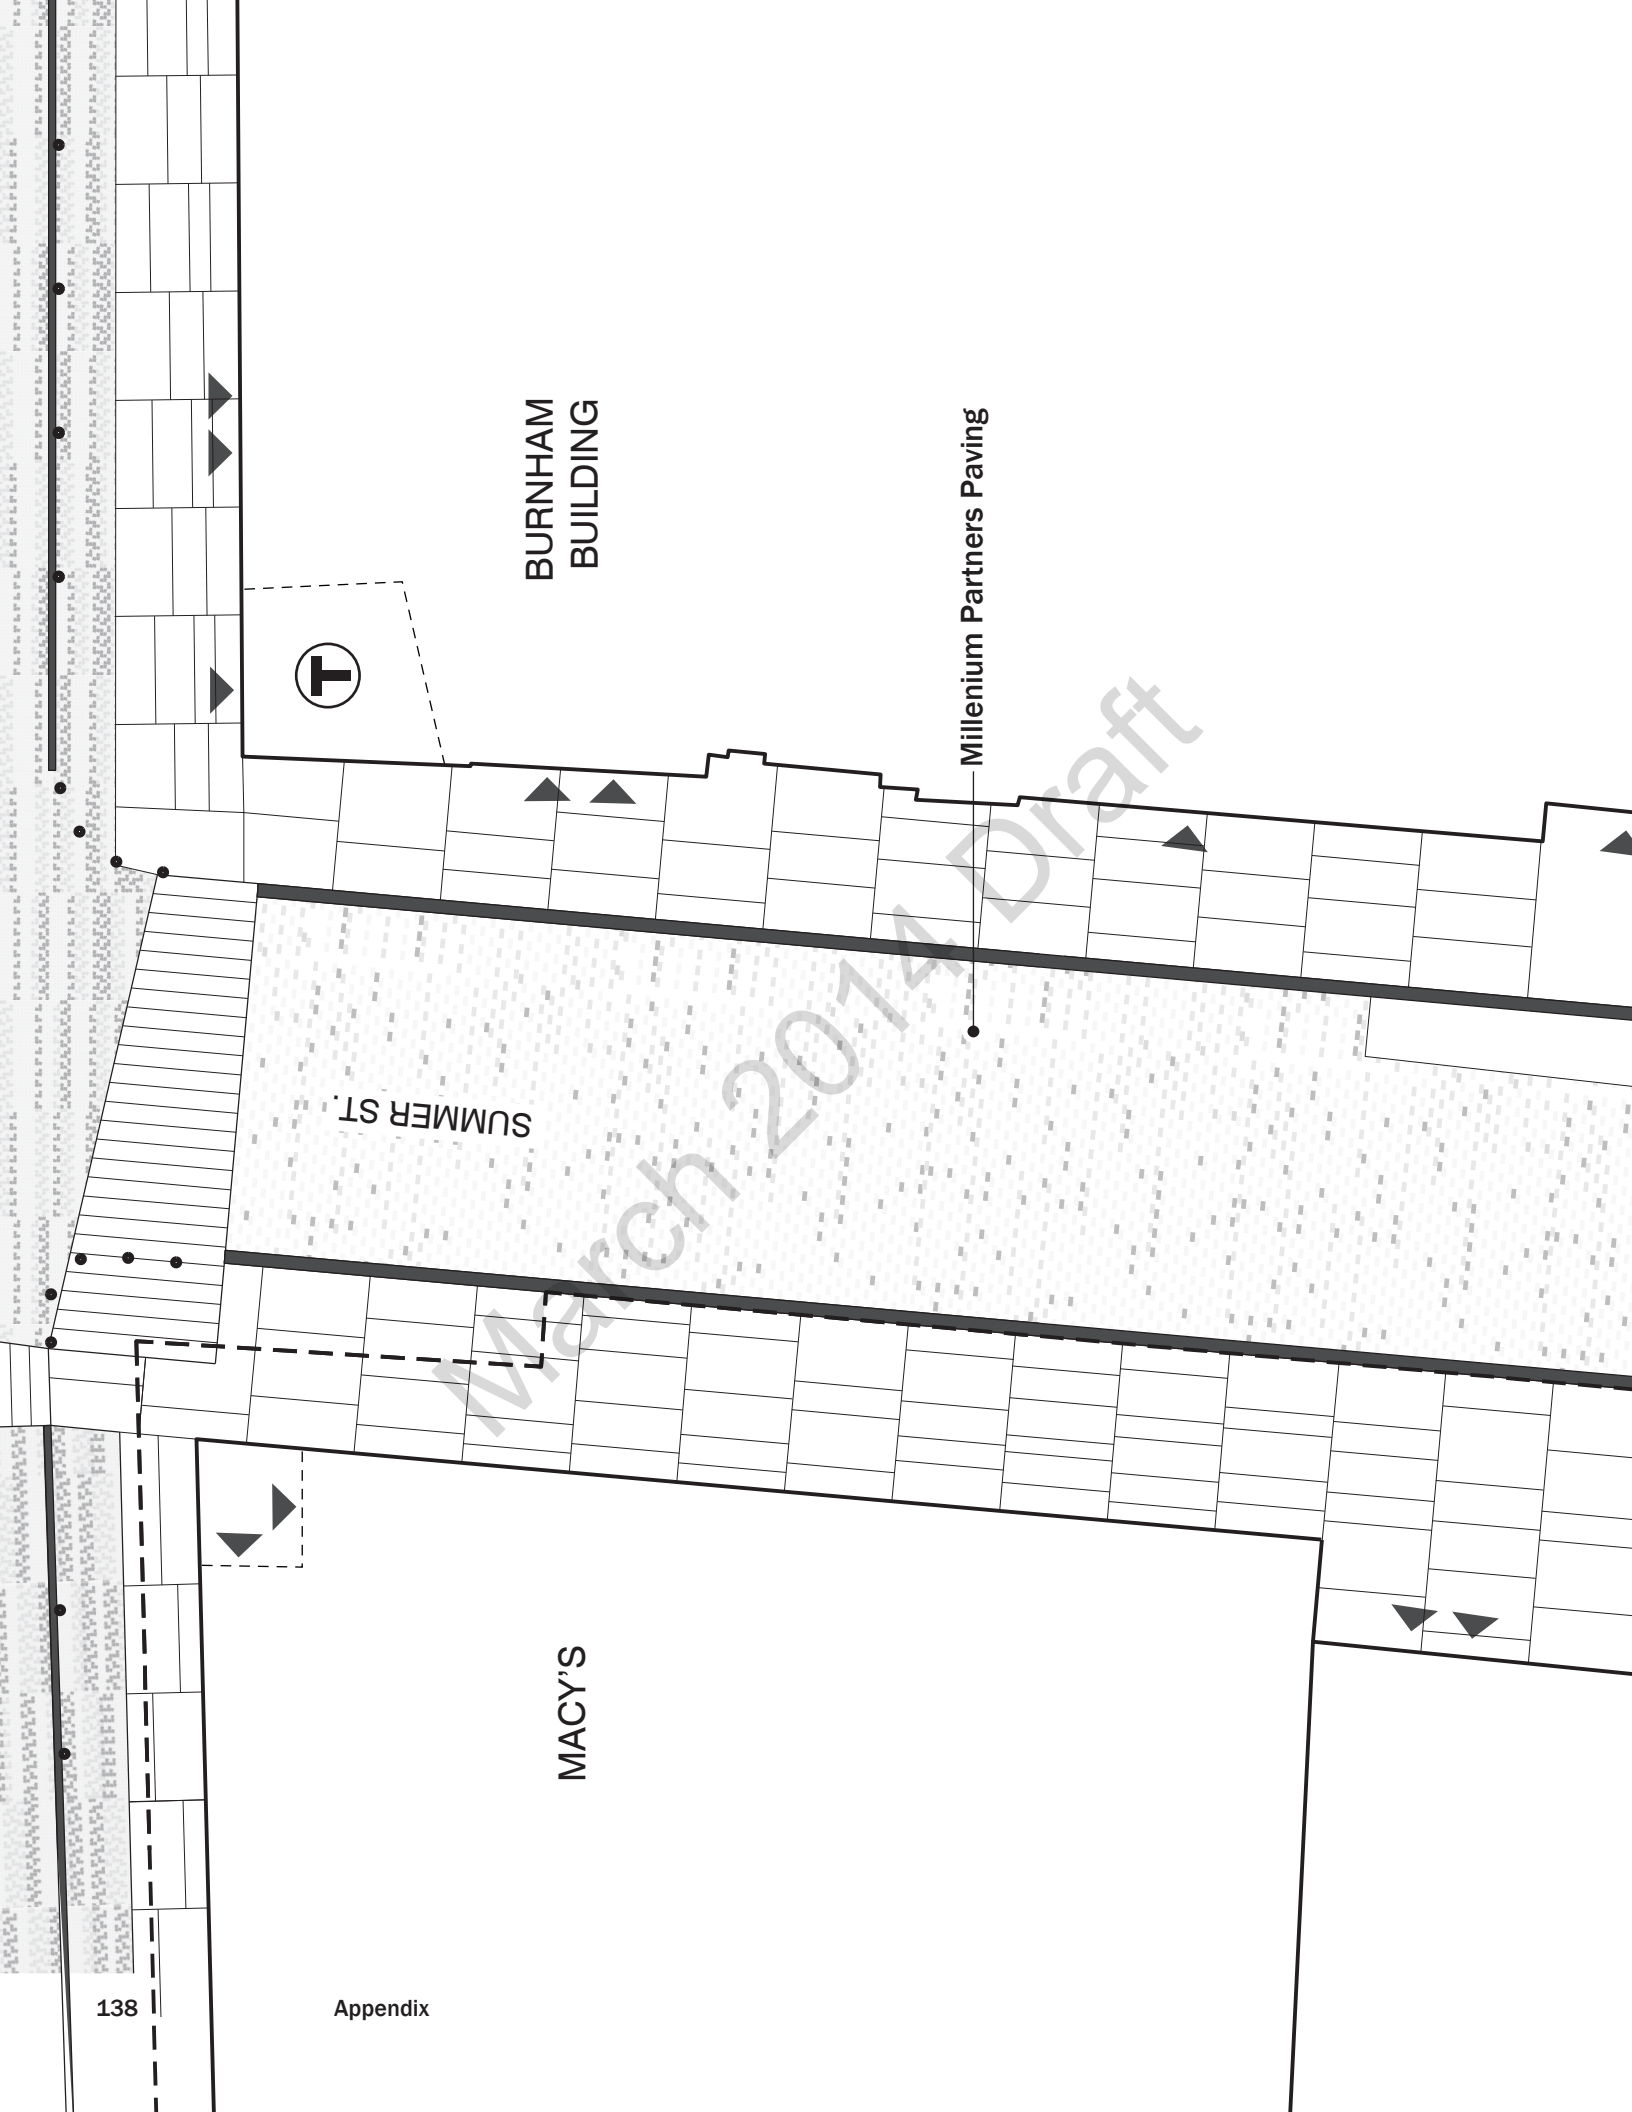 BURNHAM
BUILDING
Millenium Partners Paving
T
SUMMER ST.
March 2014 Draft
MACY’S
138
Appendix